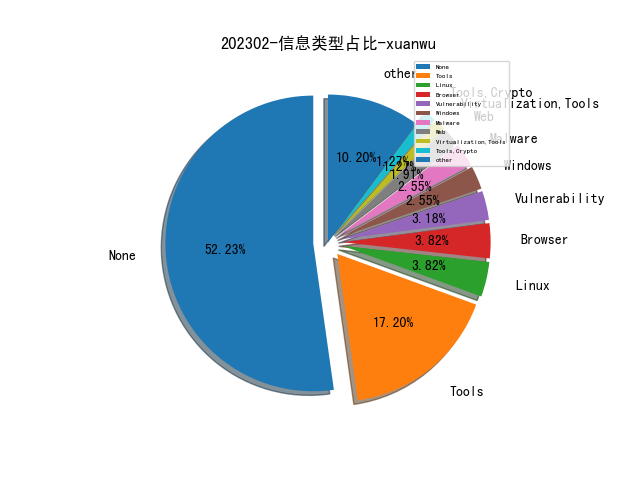 202302-信息类型占比-xuanwu
other
Tools,Crypto
Virtualization,Tools
Web
Malware
Windows
Vulnerability
Browser
Linux
Tools
None
10.20%
1.27%
1.27%
1.91%
2.55%
2.55%
3.18%
3.82%
3.82%
17.20%
52.23%
None
Tools
Linux
Browser
Vulnerability
Windows
Malware
Web
Virtualization,Tools
Tools,Crypto
other